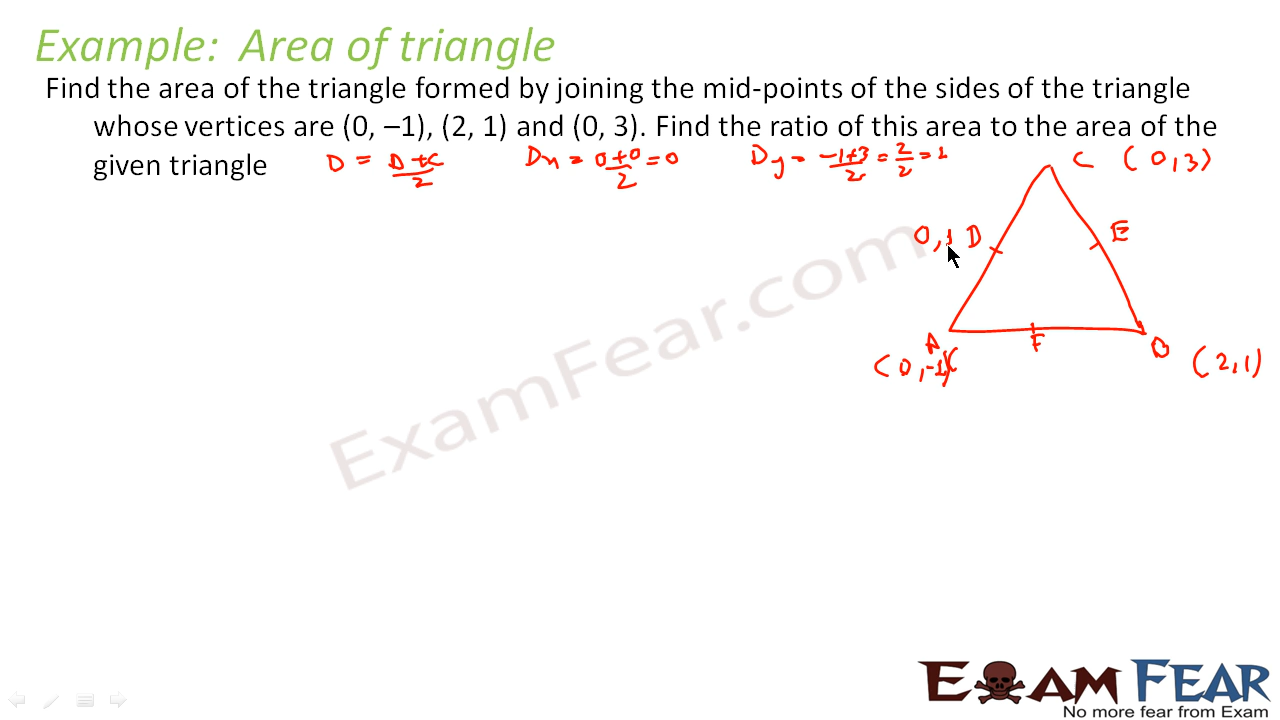 Example: Area of triangle
Find the area of the triangle formed by joining the mid-points of the sides of the triangle
whose vertices are (0, –1), (2, 1) and (0, 3). Find the ratio of this area to the area of the
given triangle
D = D+C/2 Dx = 0+0/2 = 0 Dy = -1+3/2 = 2/2 = 1
C (0,3)
0,1 D E
A F B
(0,-1) (2,1)
ExamFear.com
EXAM FEAR
No more fear from Exam